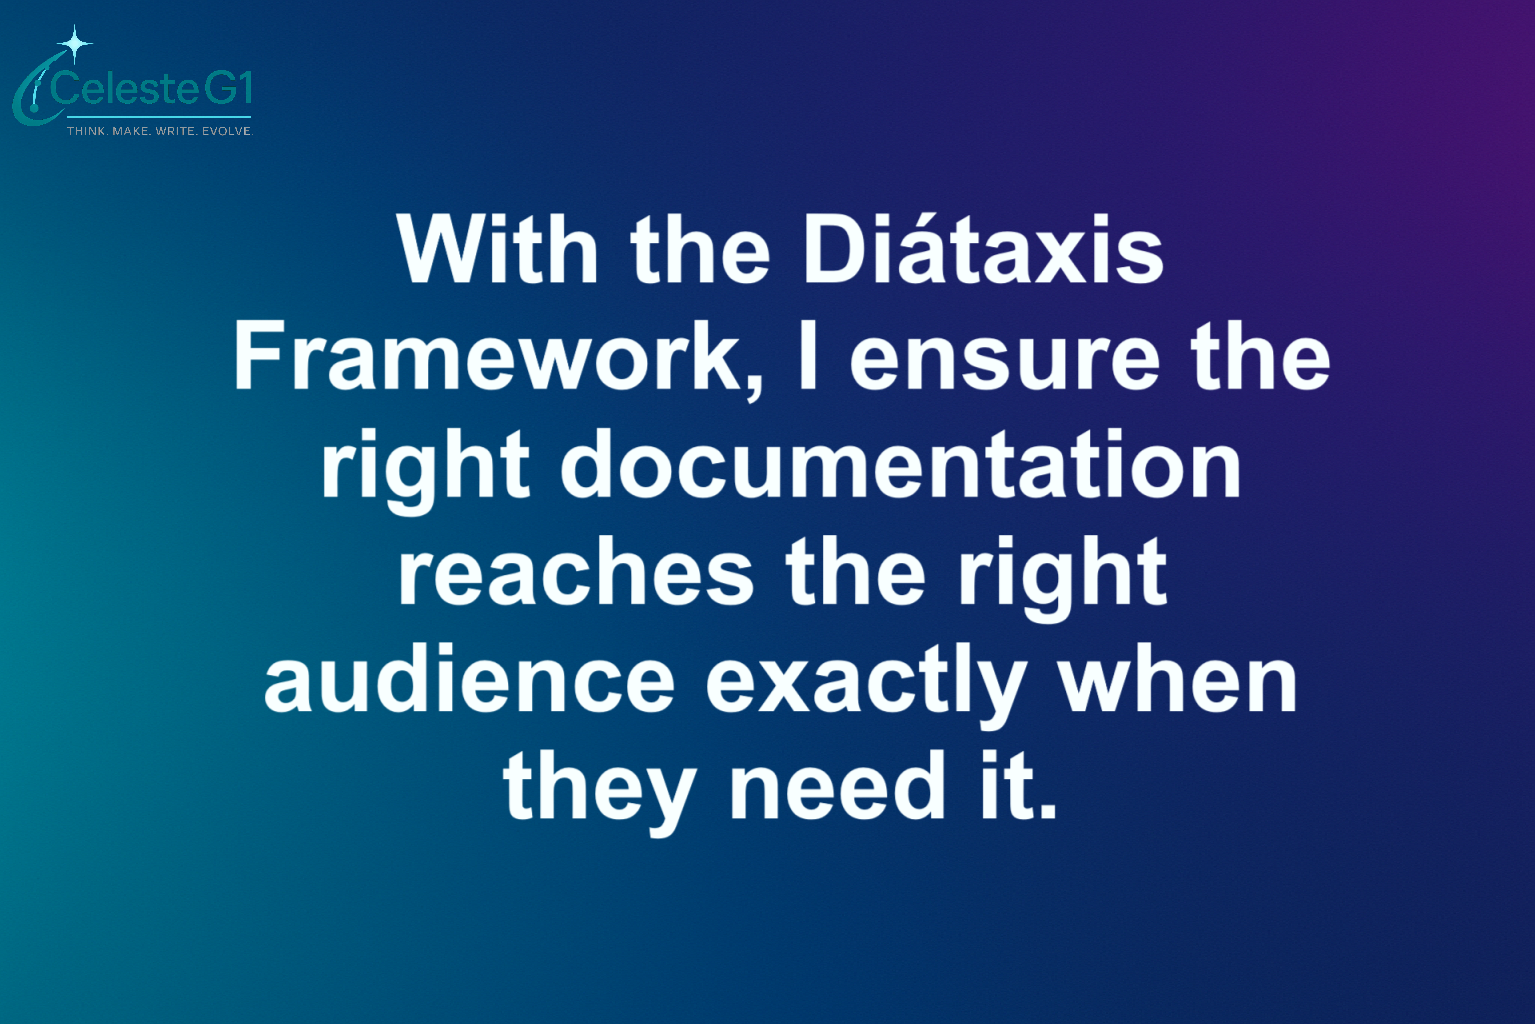 CelesteG1
THINK. MAKE. WRITE. EVOLVE.
With the Diátaxis
Framework, I ensure the
right documentation
reaches the right
audience exactly when
they need it.